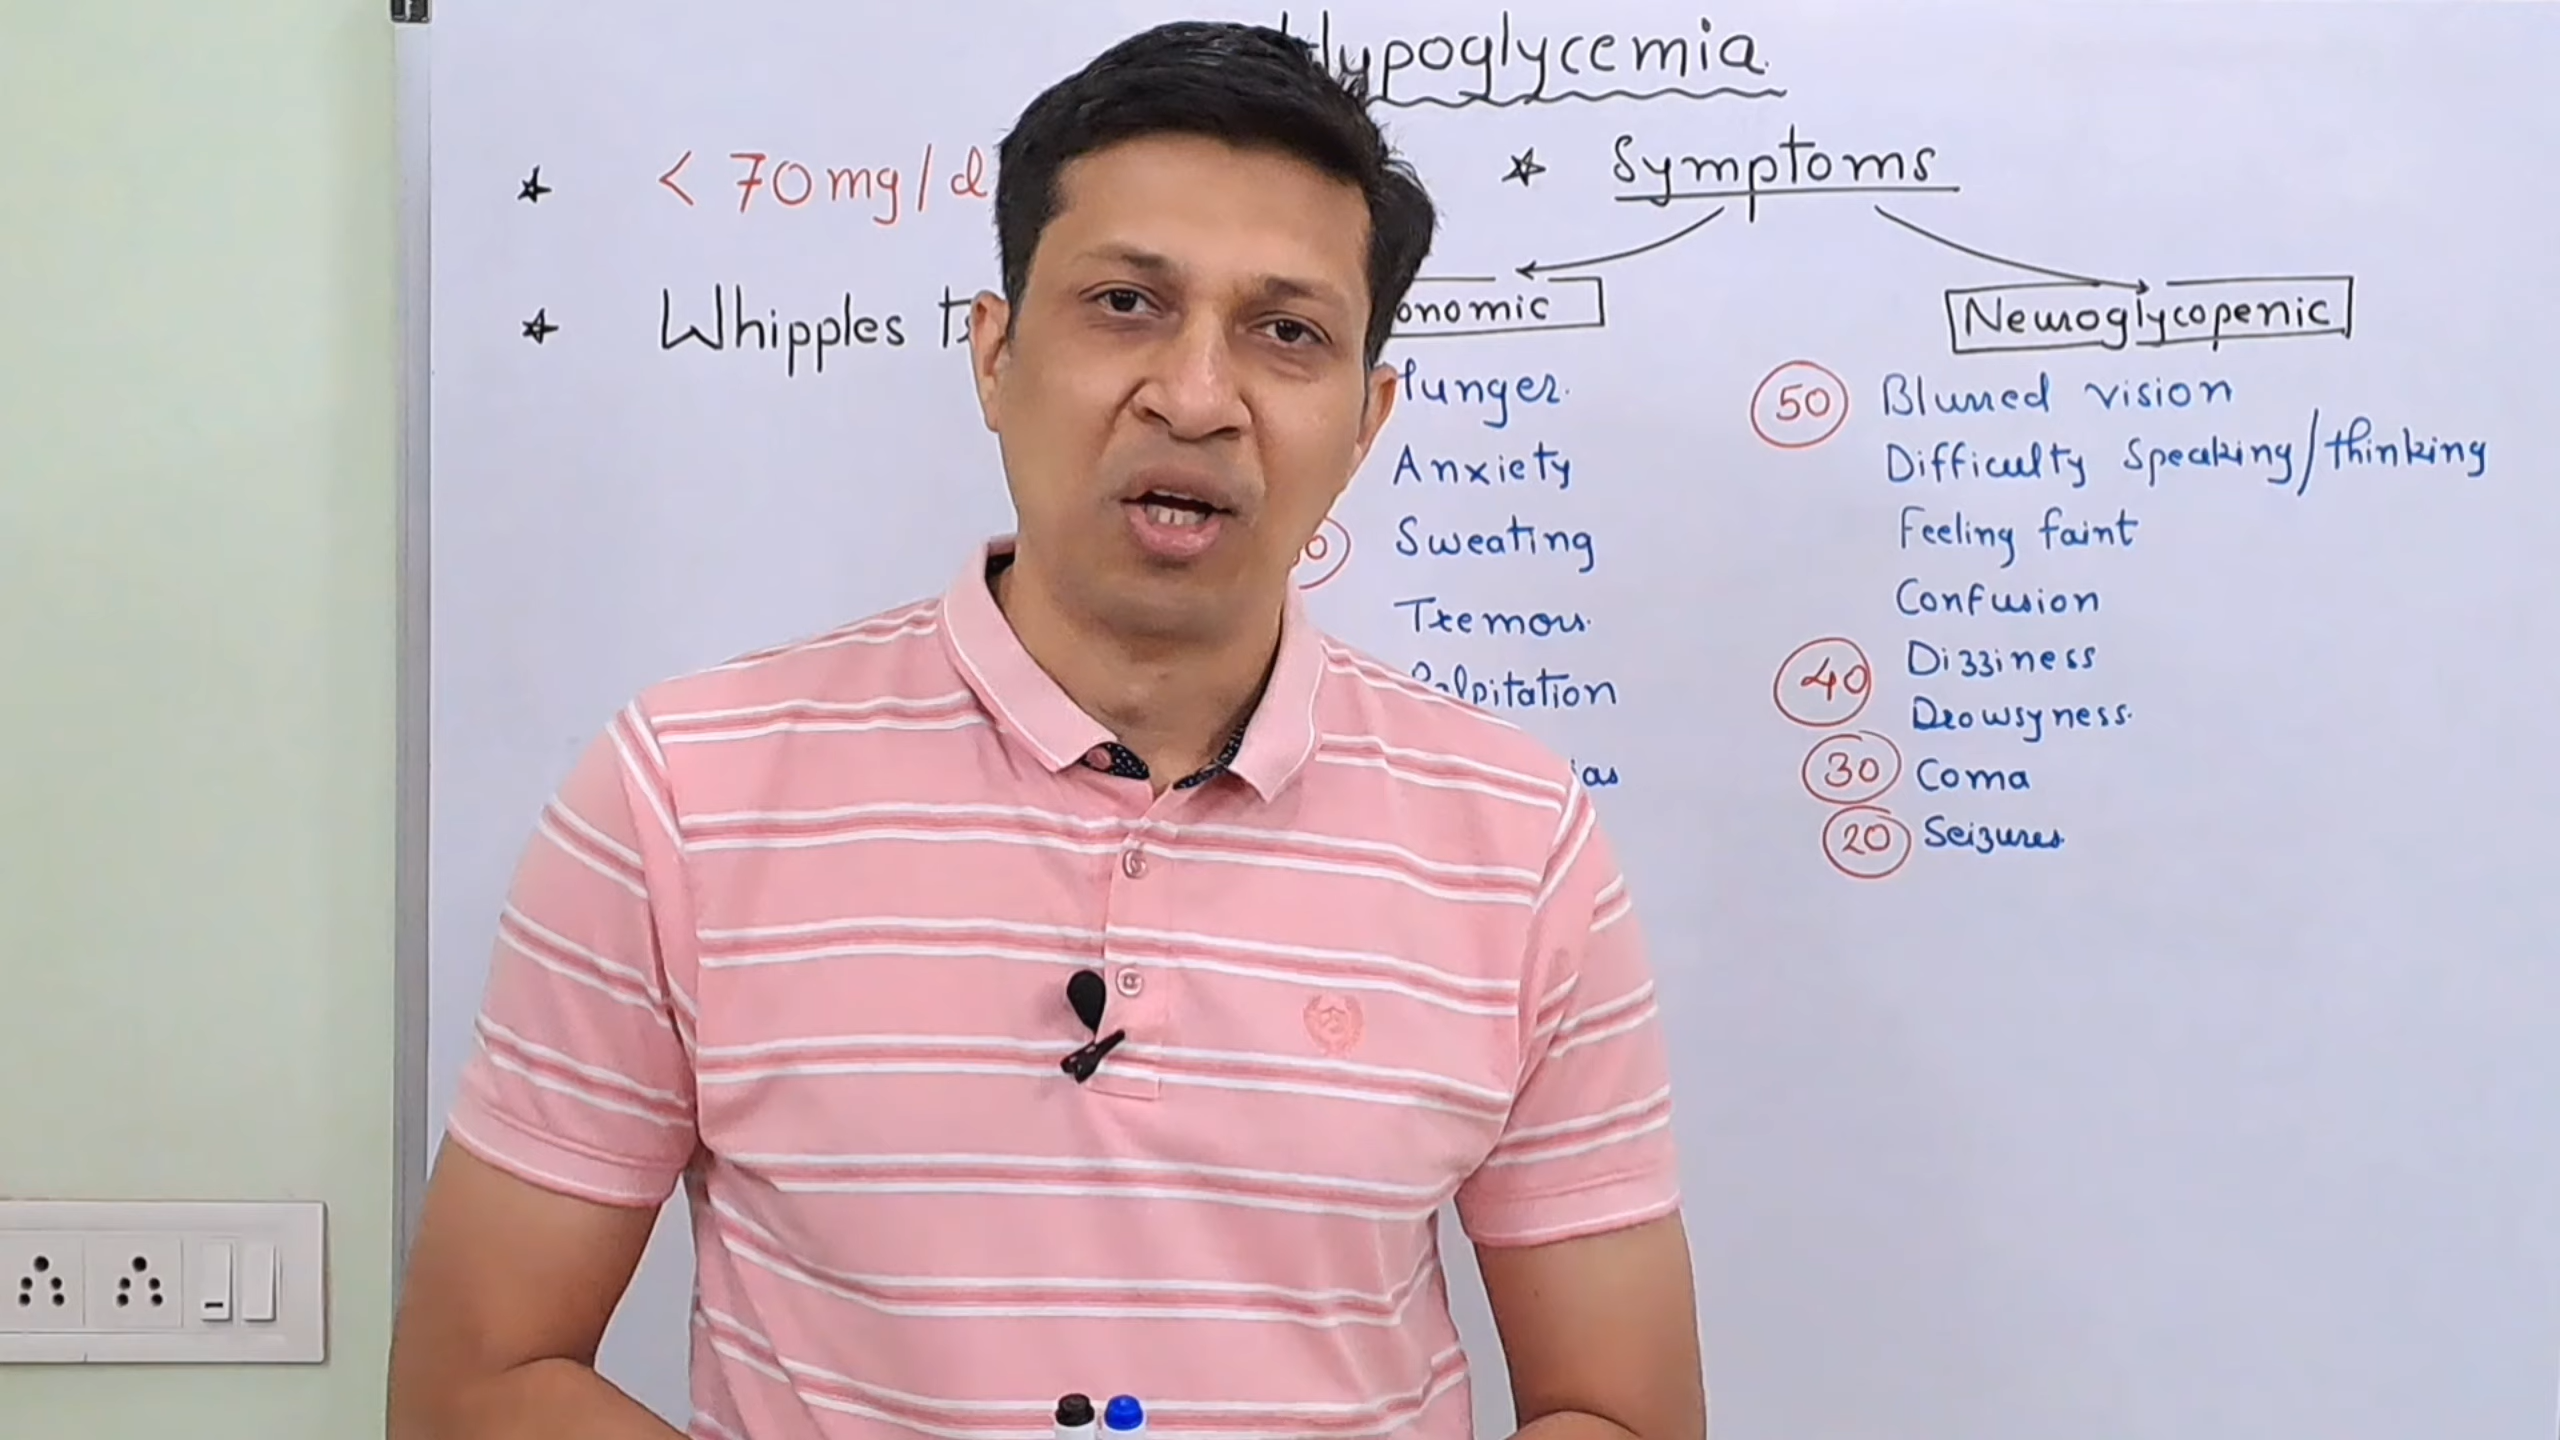 Hypoglycemia
★ < 70mg/d
★ Whipples
★ Symptoms
onomic
Hunger
Anxiety
Sweating
Tremors
Palpitation
Neuroglycopenic
50 Blurred vision
Difficulty Speaking/thinking
Feeling faint
Confusion
40 Dizziness
Drowsyness
30 Coma
20 Seizures